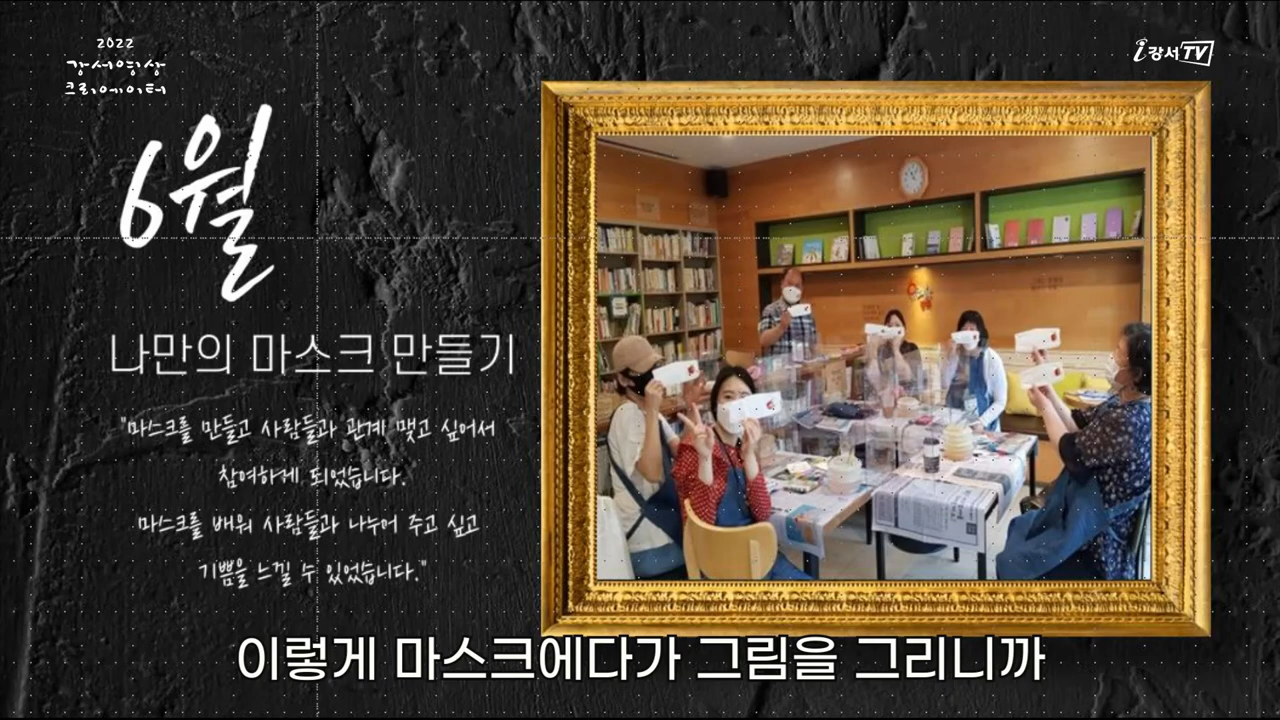 2022
강서영상
크리에이터
i강서TV
6월
나만의 마스크 만들기
"마스크를 만들고 사람들과 관계 맺고 싶어서
참여하게 되었습니다.
마스크를 배워 사람들과 나누어 주고 싶고
기쁨을 느낄 수 있었습니다."
이렇게 마스크에다가 그림을 그리니까